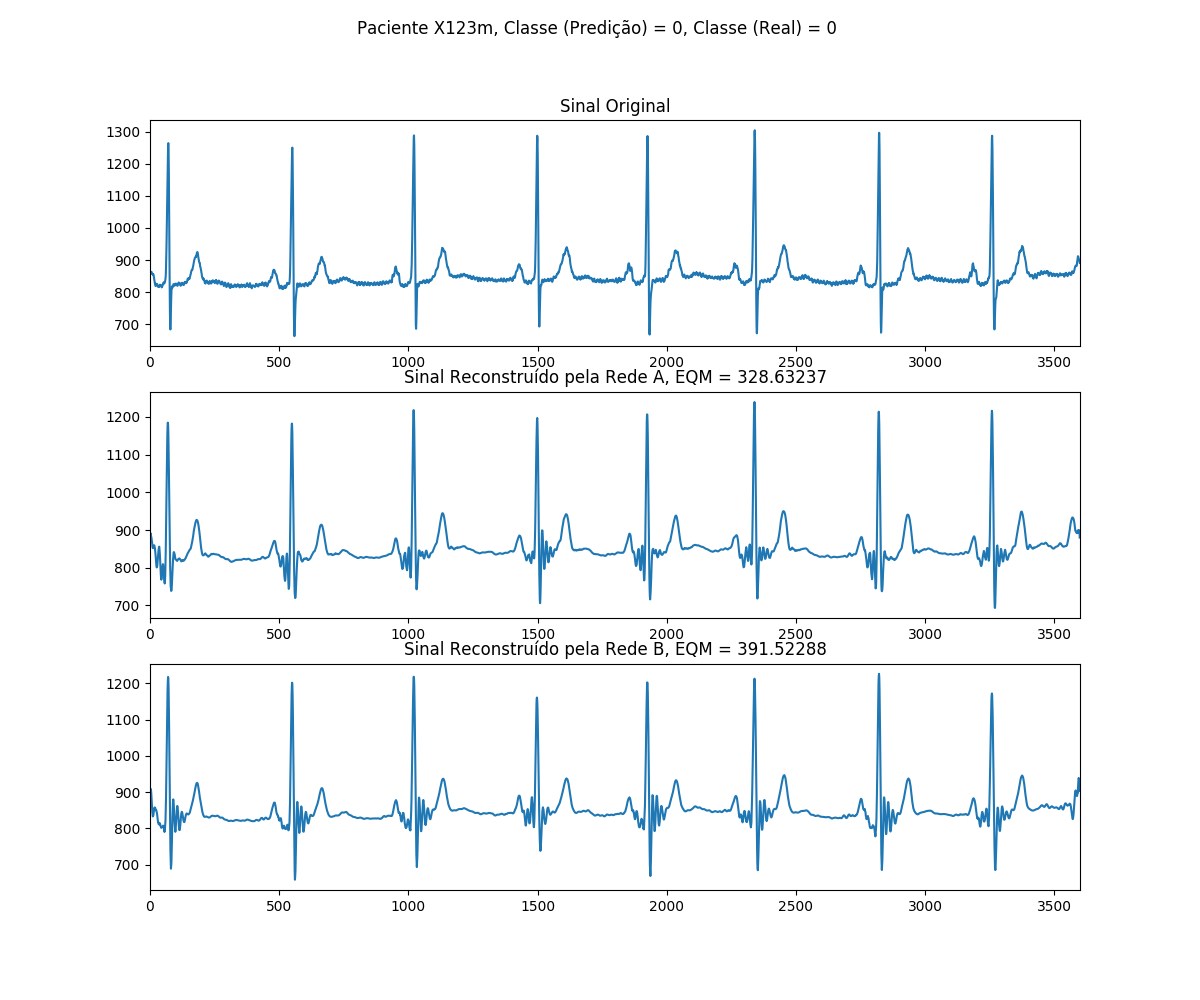 Paciente X123m, Classe (Predição) = 0, Classe (Real) = 0
Sinal Original
1300
1200
1100
1000
900
800
700
0 500 1000 1500 2000 2500 3000 3500
Sinal Reconstruído pela Rede A, EQM = 328.63237
1200
1100
1000
900
800
700
0 500 1000 1500 2000 2500 3000 3500
Sinal Reconstruído pela Rede B, EQM = 391.52288
1200
1100
1000
900
800
700
0 500 1000 1500 2000 2500 3000 3500